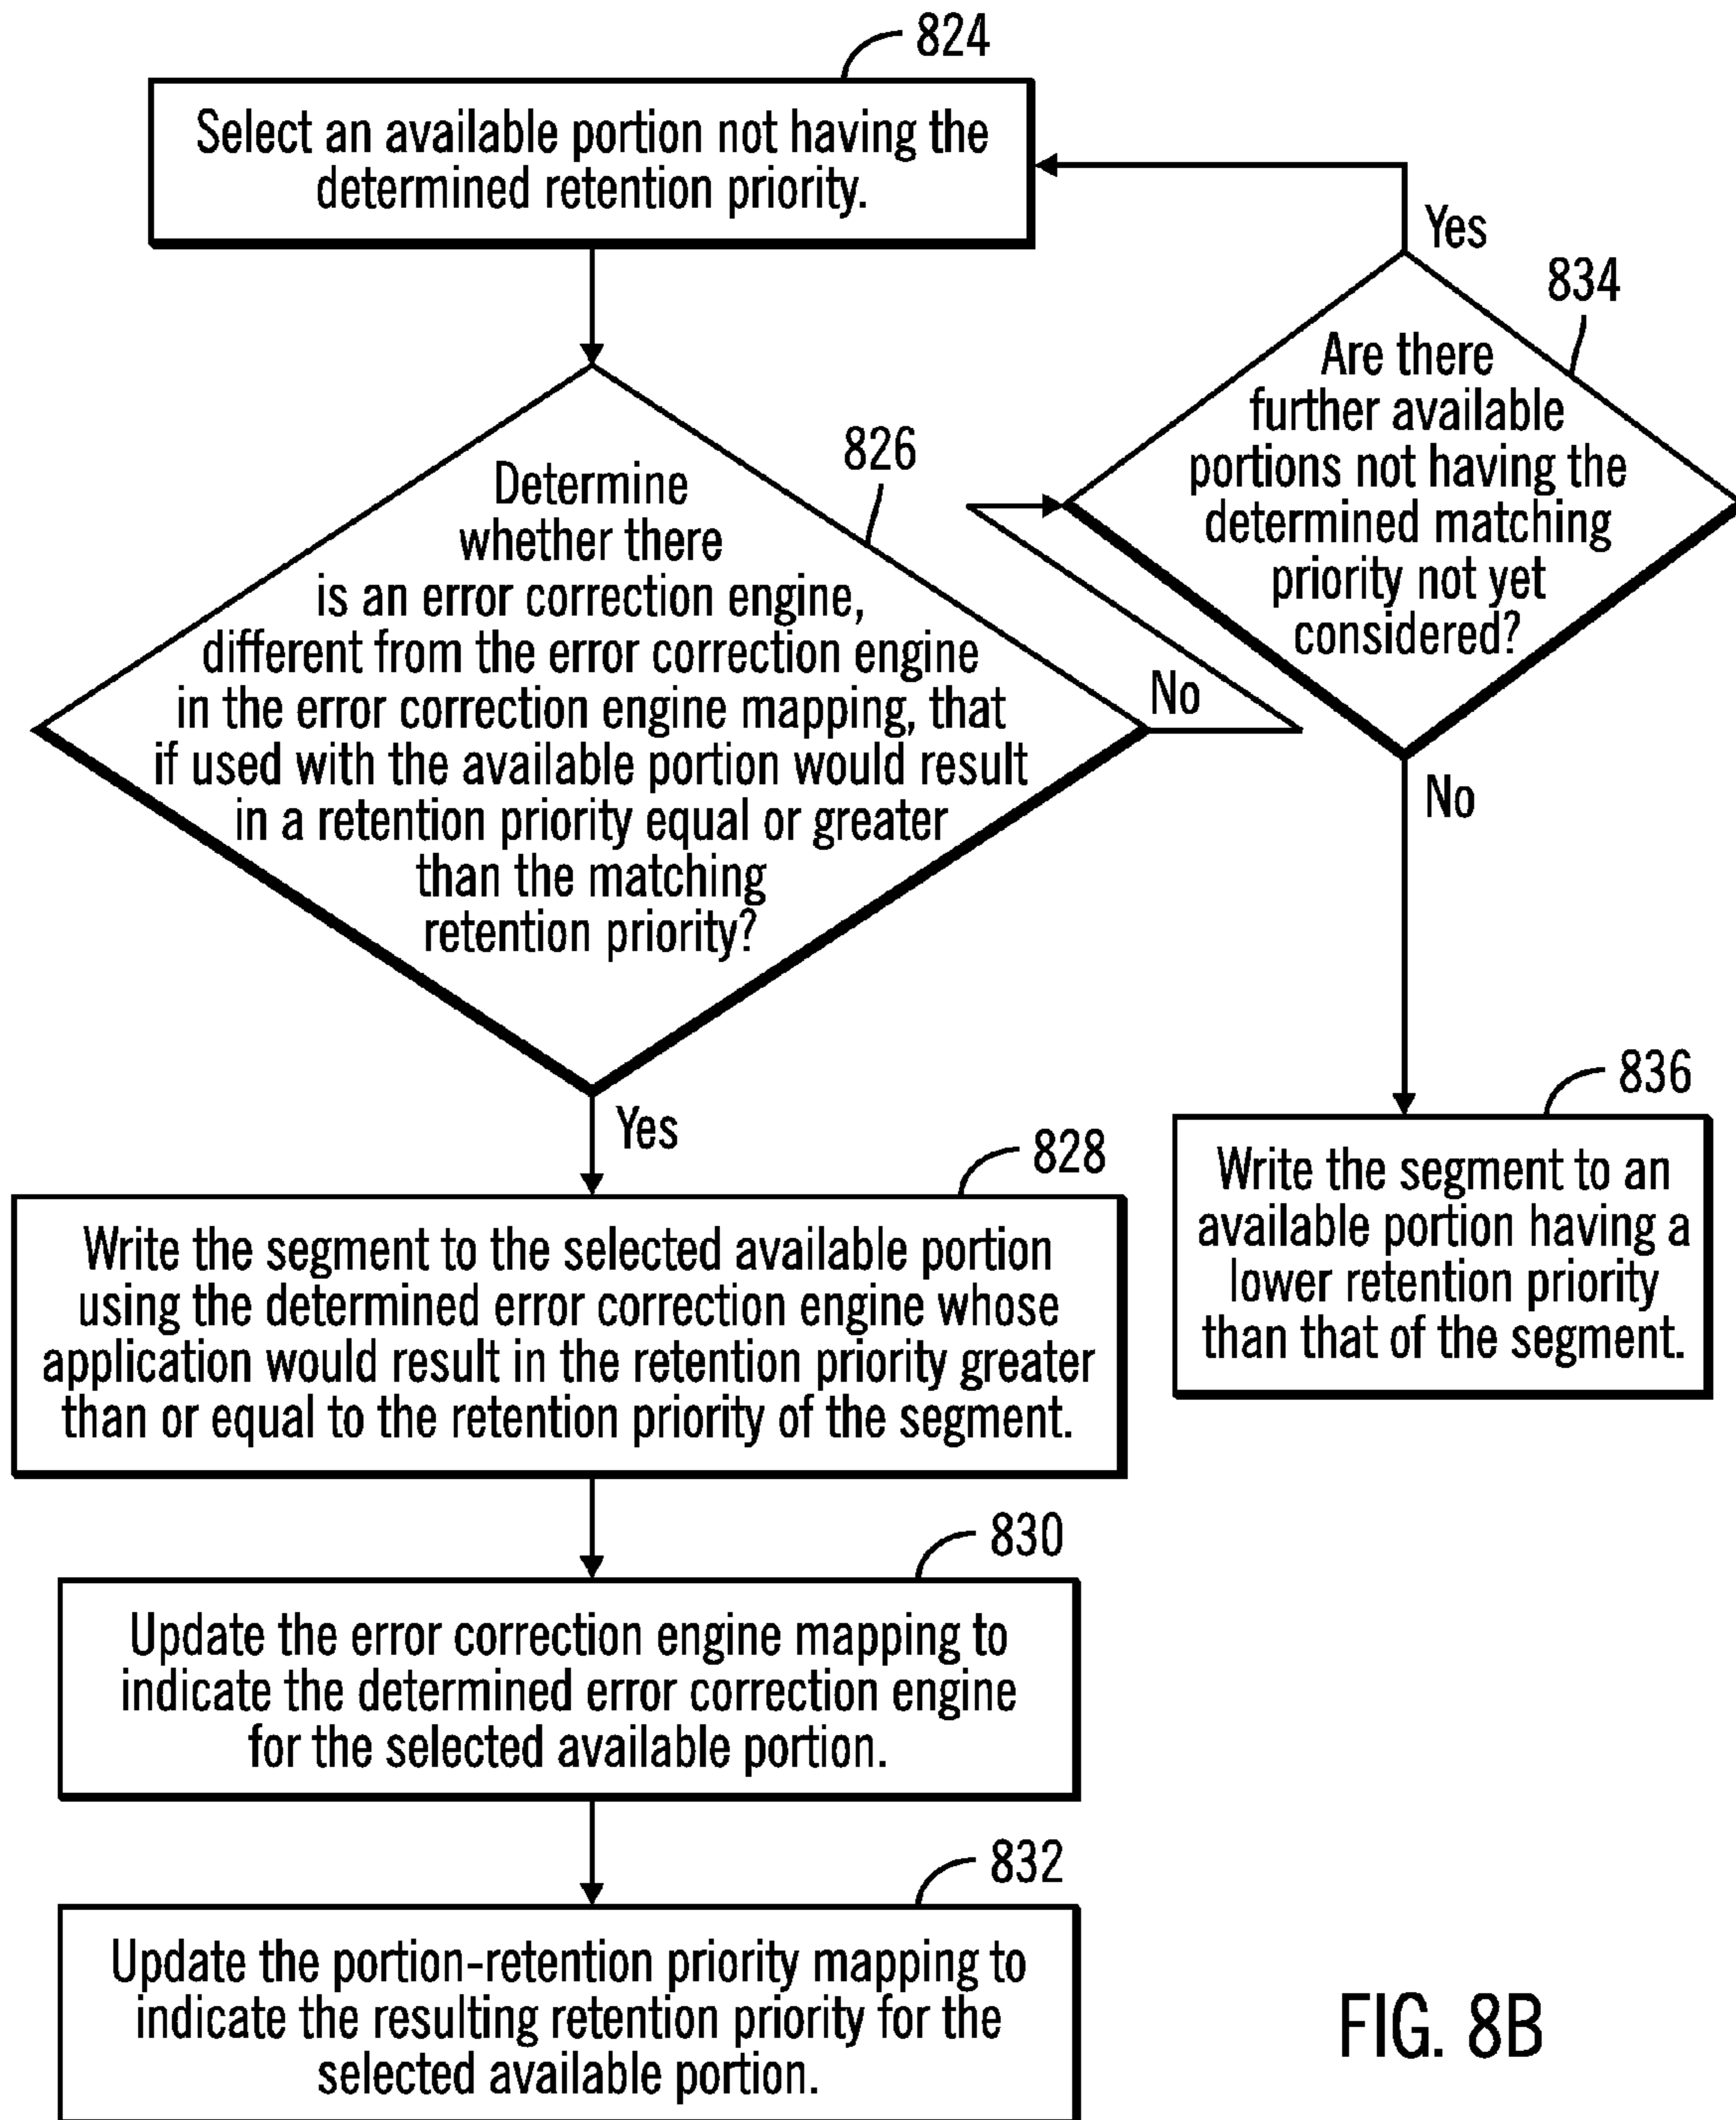 824
Select an available portion not having the
determined retention priority.
Yes
834
Are there
further available
portions not having the
determined matching
priority not yet
considered?
826
Determine
whether there
is an error correction engine,
different from the error correction engine
in the error correction engine mapping, that
if used with the available portion would result
in a retention priority equal or greater
than the matching
retention priority?
No
No
Yes
836
Write the segment to an
available portion having a
lower retention priority
than that of the segment.
828
Write the segment to the selected available portion
using the determined error correction engine whose
application would result in the retention priority greater
than or equal to the retention priority of the segment.
830
Update the error correction engine mapping to
indicate the determined error correction engine
for the selected available portion.
832
Update the portion-retention priority mapping to
indicate the resulting retention priority for the
selected available portion.
FIG. 8B